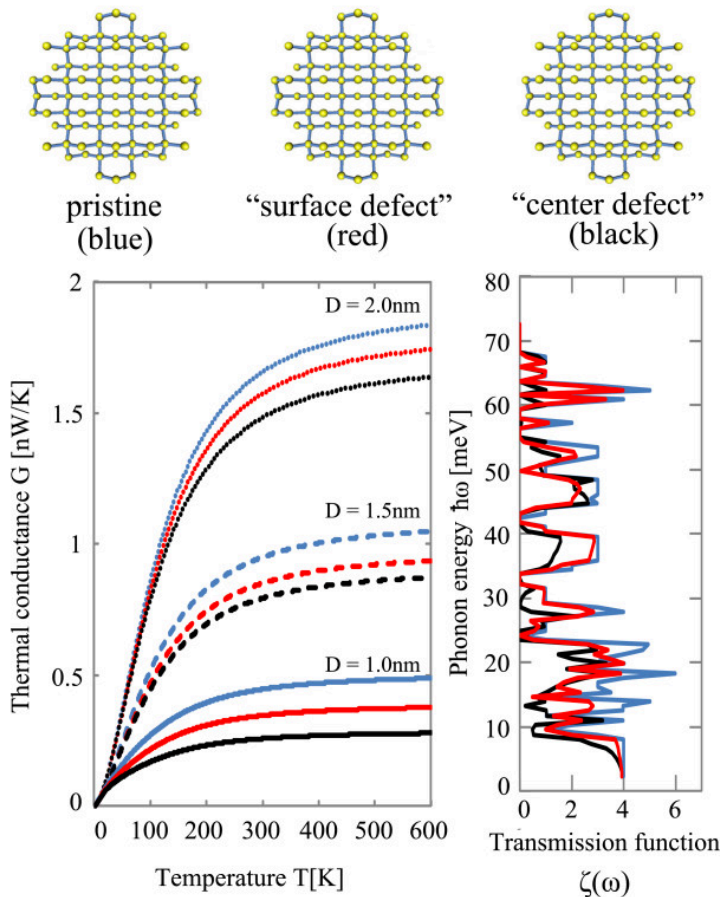 pristine
(blue)
“surface defect”
(red)
“center defect”
(black)
Thermal conductance G [nW/K]
2
1.5
1
0.5
0
D = 2.0nm
D = 1.5nm
D = 1.0nm
0 100 200 300 400 500 600
Temperature T[K]
Phonon energy ħω [meV]
80
70
60
50
40
30
20
10
0
0 2 4 6
Transmission function
ζ(ω)